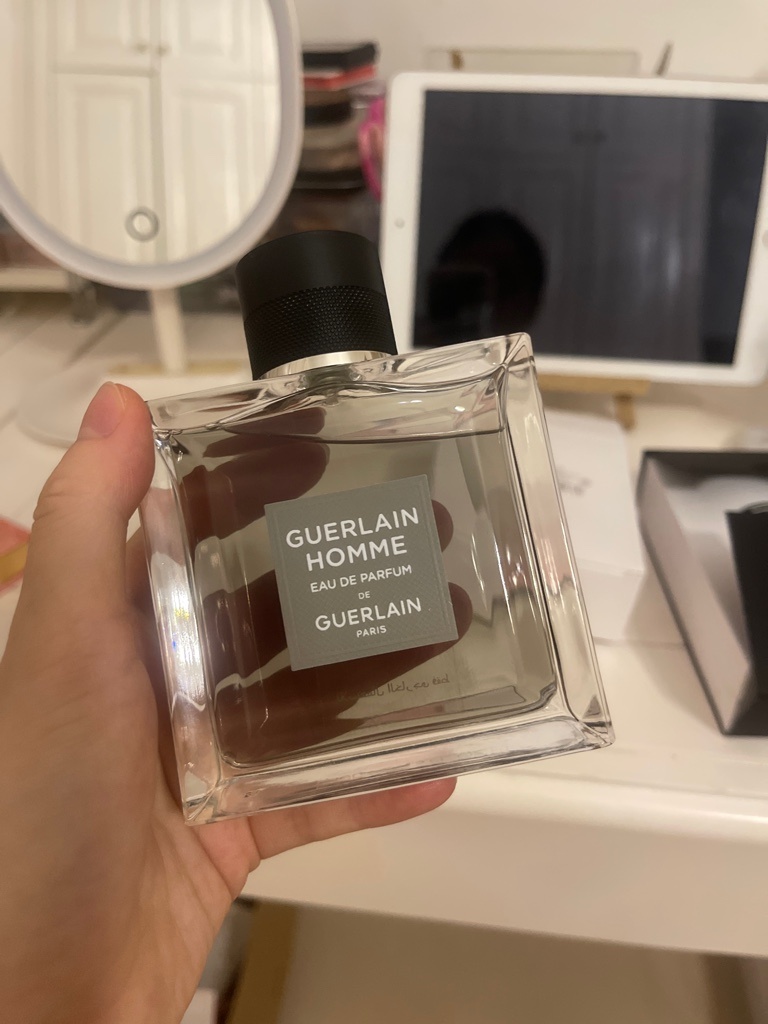 GUERLAIN
HOMME
EAU DE PARFUM
DE
GUERLAIN
PARIS